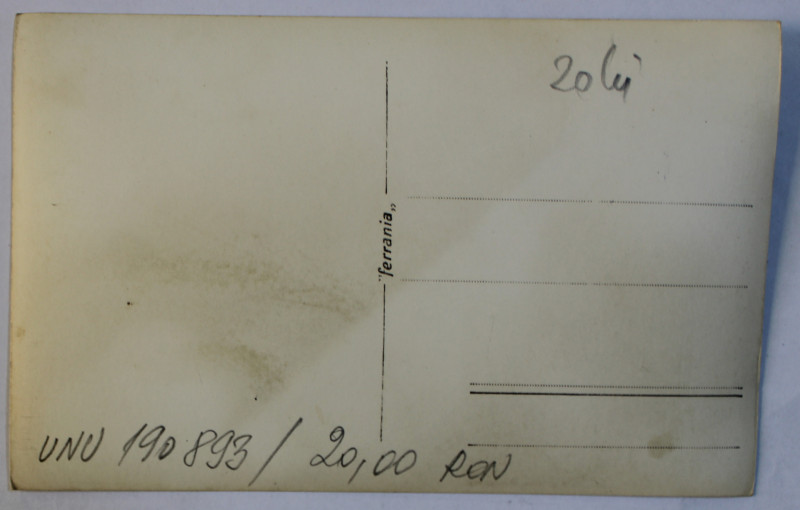 20 lei
"ferrania"
UNU 190893 / 20,00 RON